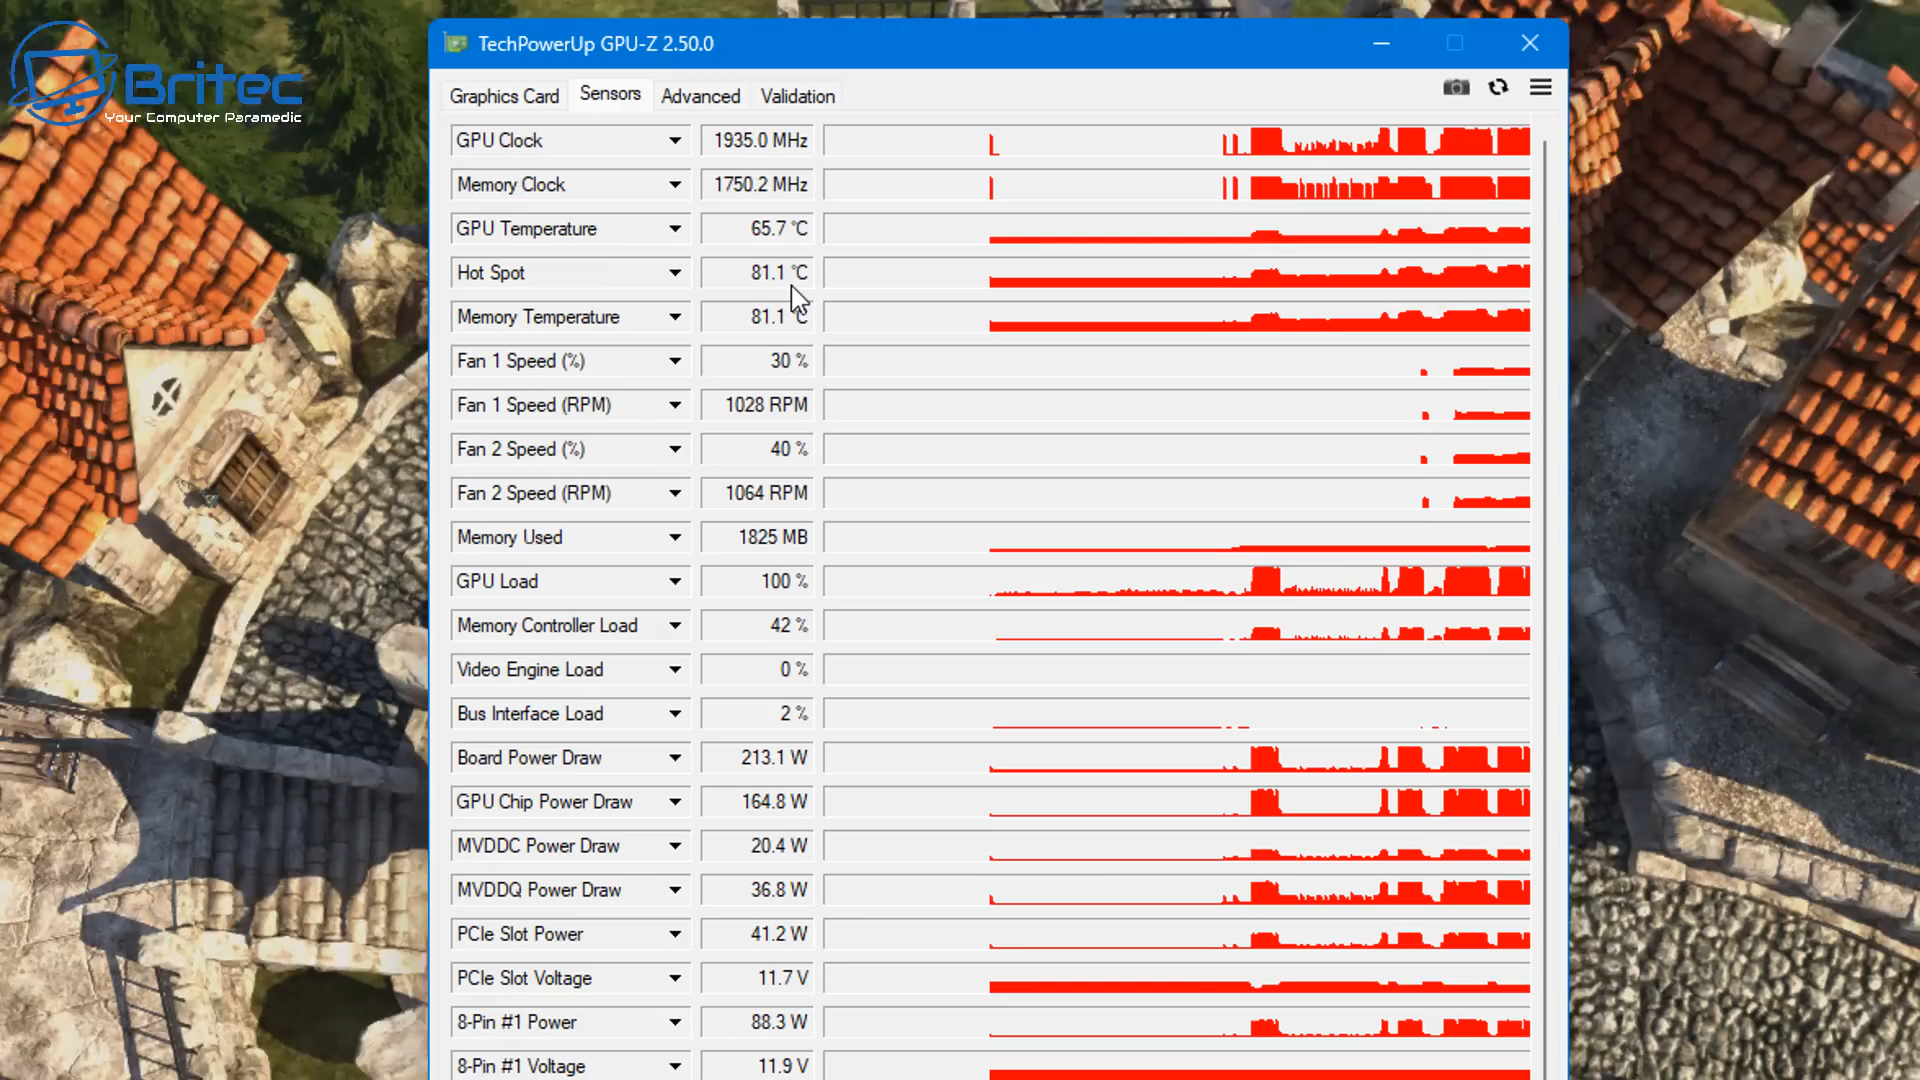 Britec
Your Computer Paramedic
TechPowerUp GPU-Z 2.50.0
Graphics Card Sensors Advanced Validation
GPU Clock 1935.0 MHz
Memory Clock 1750.2 MHz
GPU Temperature 65.7 °C
Hot Spot 81.1 °C
Memory Temperature 81.1 °C
Fan 1 Speed (%) 30 %
Fan 1 Speed (RPM) 1028 RPM
Fan 2 Speed (%) 40 %
Fan 2 Speed (RPM) 1064 RPM
Memory Used 1825 MB
GPU Load 100 %
Memory Controller Load 42 %
Video Engine Load 0 %
Bus Interface Load 2 %
Board Power Draw 213.1 W
GPU Chip Power Draw 164.8 W
MVDDC Power Draw 20.4 W
MVDDQ Power Draw 36.8 W
PCIe Slot Power 41.2 W
PCIe Slot Voltage 11.7 V
8-Pin #1 Power 88.3 W
8-Pin #1 Voltage 11.9 V